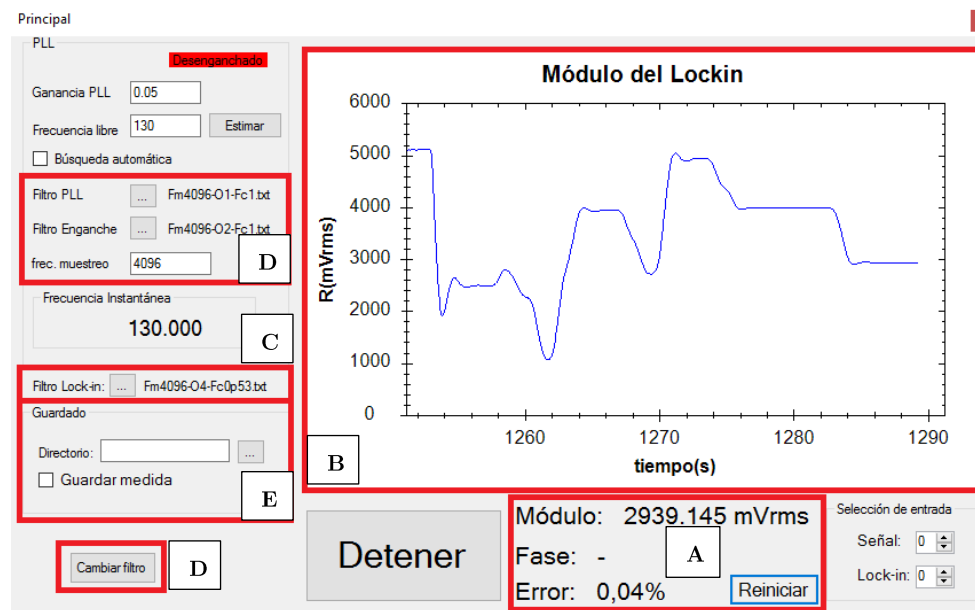 Principal
PLL
Desenganchado
Ganancia PLL 0.05
Frecuencia libre 130 Estimar
Búsqueda automática
Filtro PLL ... Fm4096-O1-Fc1.txt
Filtro Enganche ... Fm4096-O2-Fc1.txt
frec. muestreo 4096
D
Frecuencia Instantánea
130.000
C
Filtro Lock-in: ... Fm4096-O4-Fc0p53.txt
Guardado
Directorio: ...
Guardar medida
E
Cambiar filtro
D
Módulo del Lockin
R(mVrms)
6000
5000
4000
3000
2000
1000
0
1260 1270 1280 1290
tiempo(s)
B
Detener
Módulo: 2939.145 mVrms
Fase: -
Error: 0,04%
A
Reiniciar
Selección de entrada
Señal: 0
Lock-in: 0